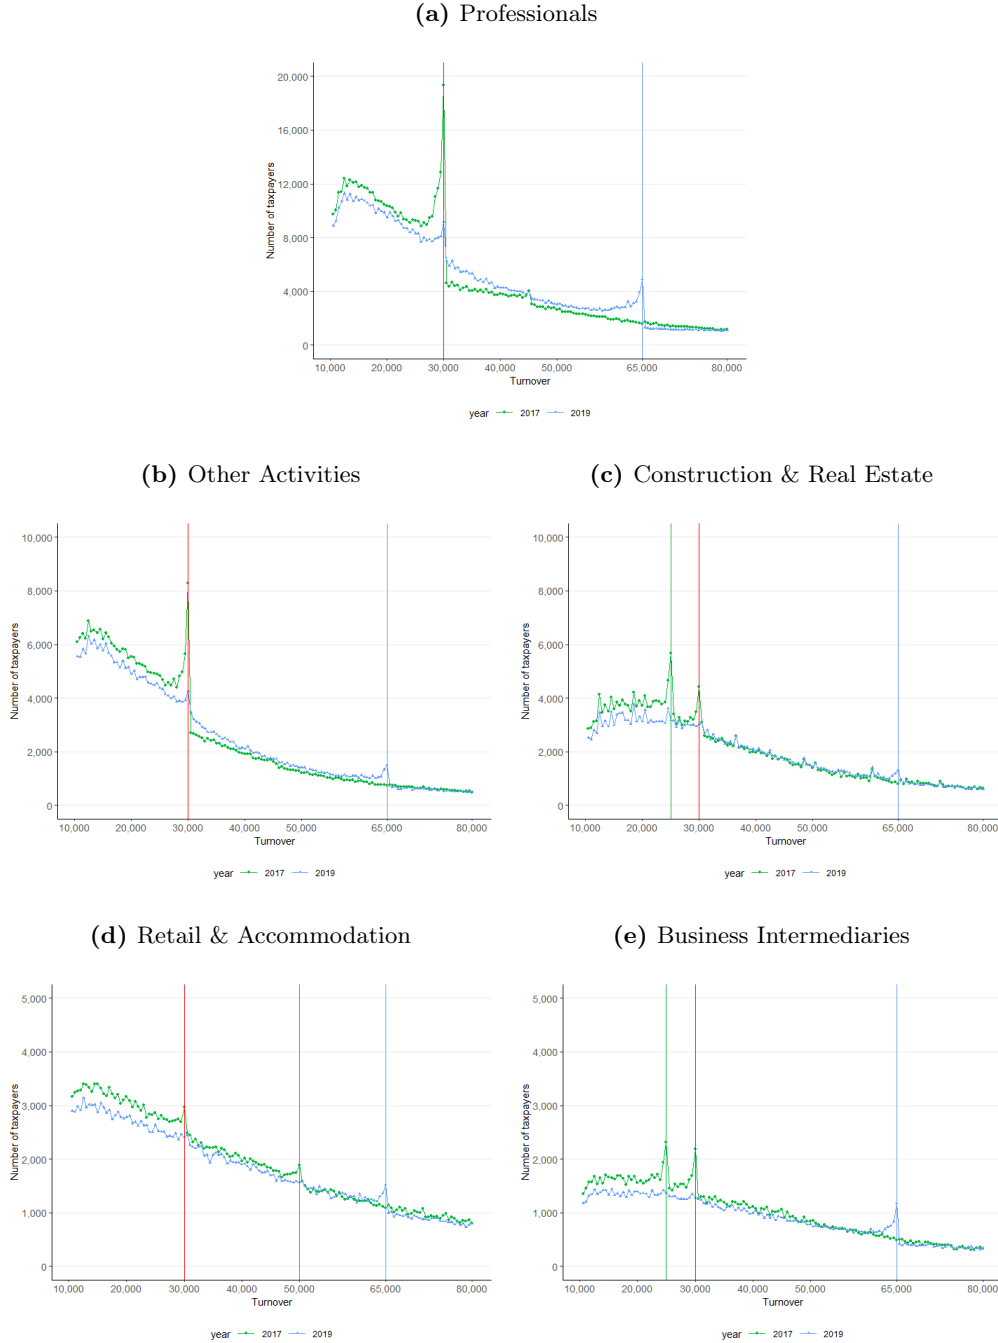 (a) Professionals
20,000
16,000
12,000
8,000
4,000
0
Number of taxpayers
10,000 20,000 30,000 40,000 50,000 65,000 80,000
Turnover
year 2017 2019
(b) Other Activities
10,000
8,000
6,000
4,000
2,000
0
Number of taxpayers
10,000 20,000 30,000 40,000 50,000 65,000 80,000
Turnover
year 2017 2019
(c) Construction & Real Estate
10,000
8,000
6,000
4,000
2,000
0
Number of taxpayers
10,000 20,000 30,000 40,000 50,000 65,000 80,000
Turnover
year 2017 2019
(d) Retail & Accommodation
5,000
4,000
3,000
2,000
1,000
0
Number of taxpayers
10,000 20,000 30,000 40,000 50,000 65,000 80,000
Turnover
year 2017 2019
(e) Business Intermediaries
5,000
4,000
3,000
2,000
1,000
0
Number of taxpayers
10,000 20,000 30,000 40,000 50,000 65,000 80,000
Turnover
year 2017 2019